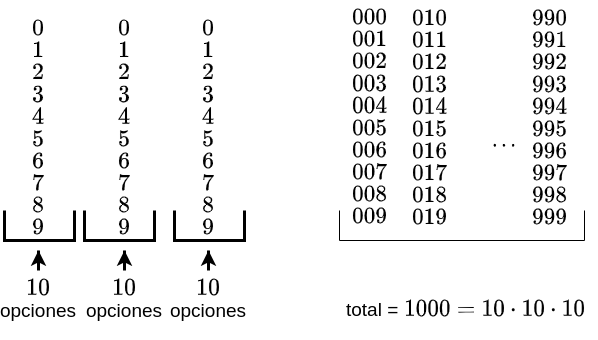 0 0 0
1 1 1
2 2 2
3 3 3
4 4 4
5 5 5
6 6 6
7 7 7
8 8 8
9 9 9
10 10 10
opciones opciones opciones
000 010 990
001 011 991
002 012 992
003 013 993
004 014 994
005 015 995
006 016 ... 996
007 017 997
008 018 998
009 019 999
total = 1000 = 10 · 10 · 10